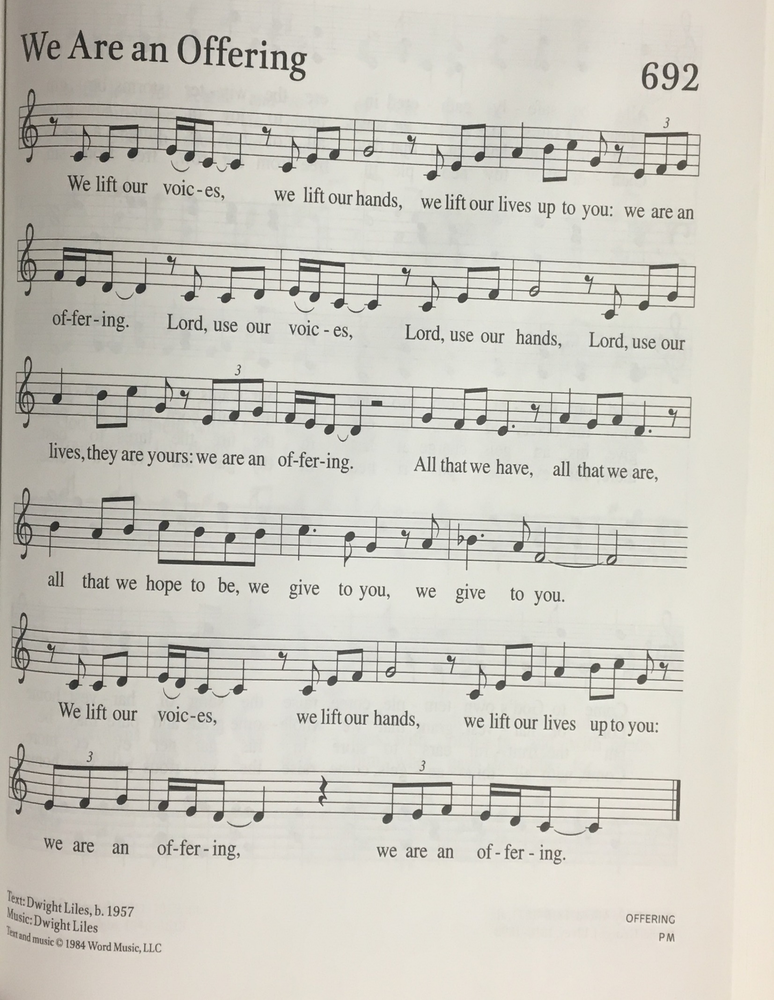 We Are an Offering
692
3
We lift our voic-es, we lift our hands, we lift our lives up to you: we are an
of-fer-ing. Lord, use our voic-es, Lord, use our hands, Lord, use our
3
lives, they are yours: we are an of-fer-ing. All that we have, all that we are,
all that we hope to be, we give to you, we give to you.
We lift our voic-es, we lift our hands, we lift our lives up to you:
3 3
we are an of-fer-ing, we are an of-fer-ing.
Text: Dwight Liles, b. 1957
Music: Dwight Liles
Text and music © 1984 Word Music, LLC
OFFERING
PM